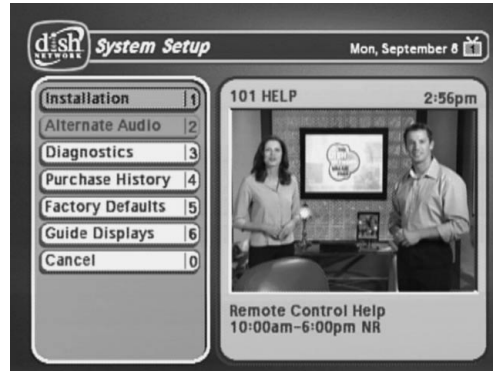 dish
NETWORK
System Setup
Mon, September 8
1
Installation 1
Alternate Audio 2
Diagnostics 3
Purchase History 4
Factory Defaults 5
Guide Displays 6
Cancel 0
101 HELP 2:56pm
Remote Control Help
10:00am-6:00pm NR